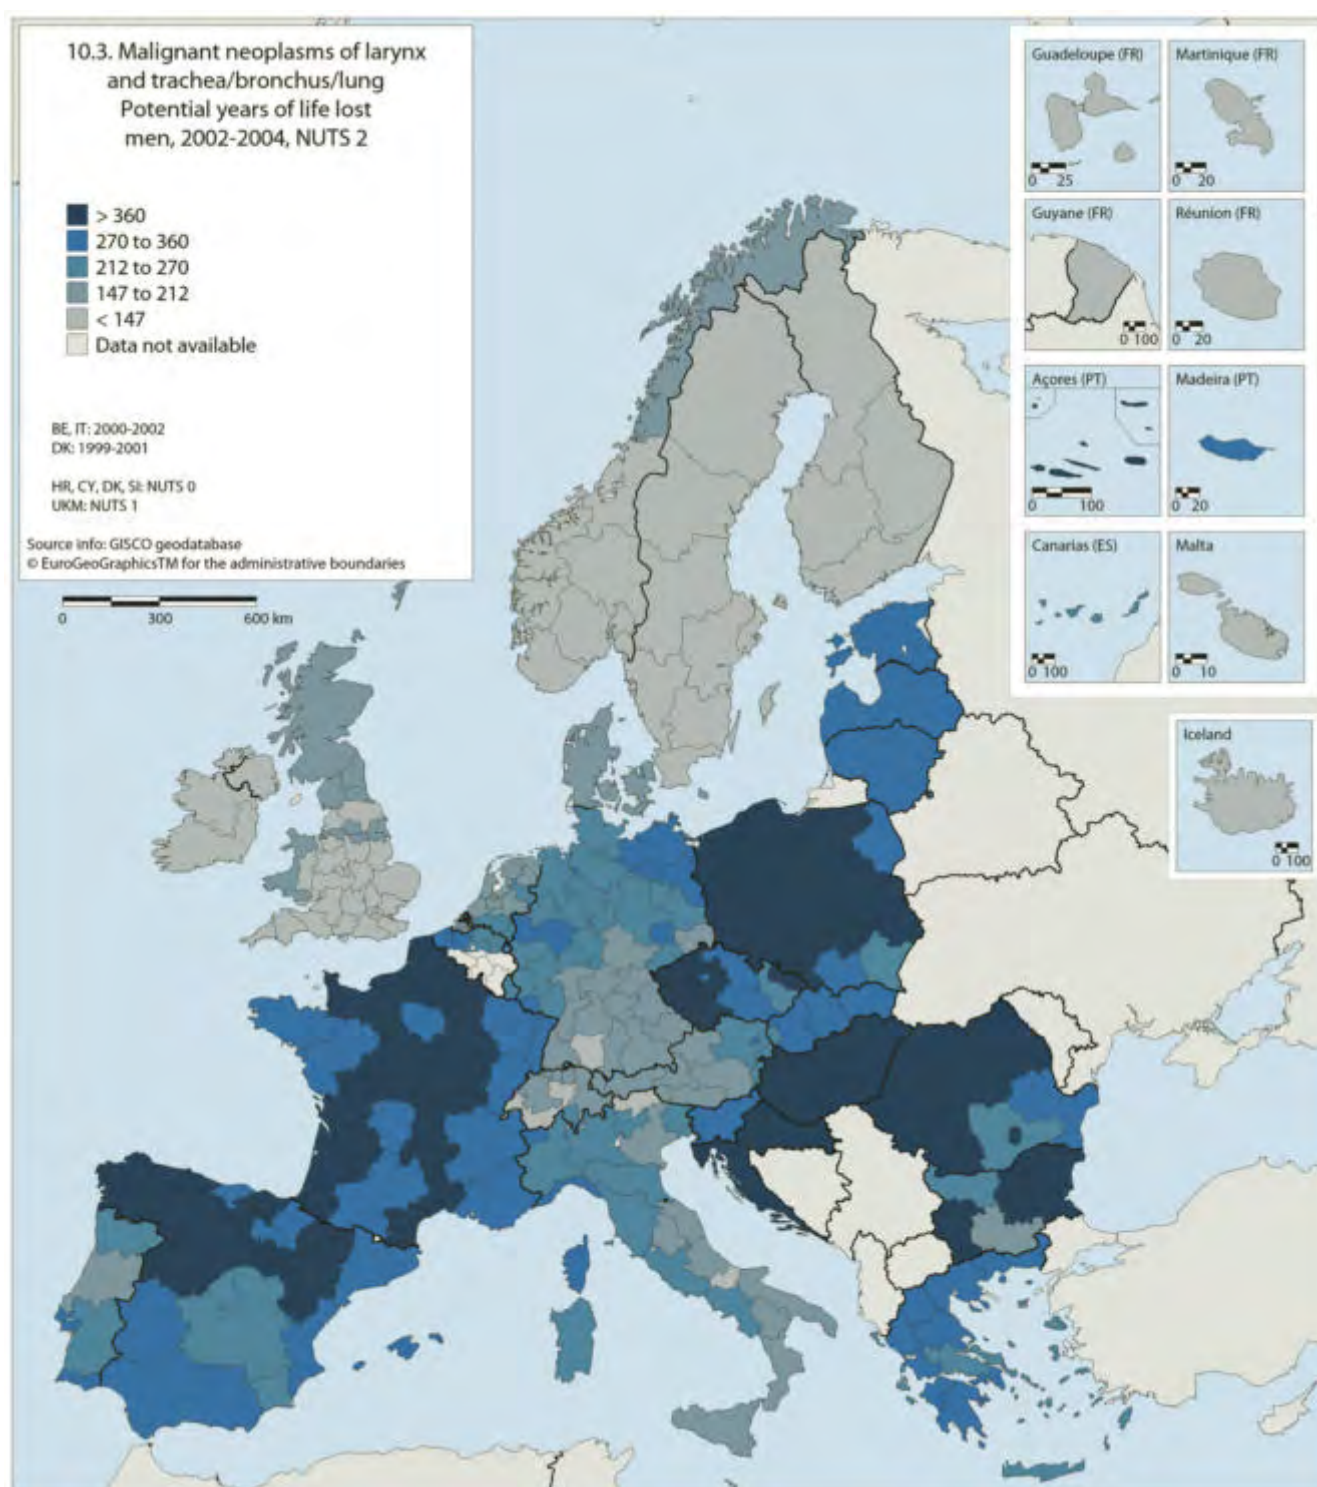 10.3. Malignant neoplasms of larynx
and trachea/bronchus/lung
Potential years of life lost
men, 2002-2004, NUTS 2
> 360
270 to 360
212 to 270
147 to 212
< 147
Data not available
BE, IT: 2000-2002
DK: 1999-2001
HR, CY, DK, SI: NUTS 0
UKM: NUTS 1
Source info: GISCO geodatabase
© EuroGeoGraphicsTM for the administrative boundaries
0 300 600 km
Guadeloupe (FR)
0 25
Martinique (FR)
0 20
Guyane (FR)
0 100
Réunion (FR)
0 20
Açores (PT)
0 100
Madeira (PT)
0 20
Canarias (ES)
0 100
Malta
0 10
Iceland
0 100